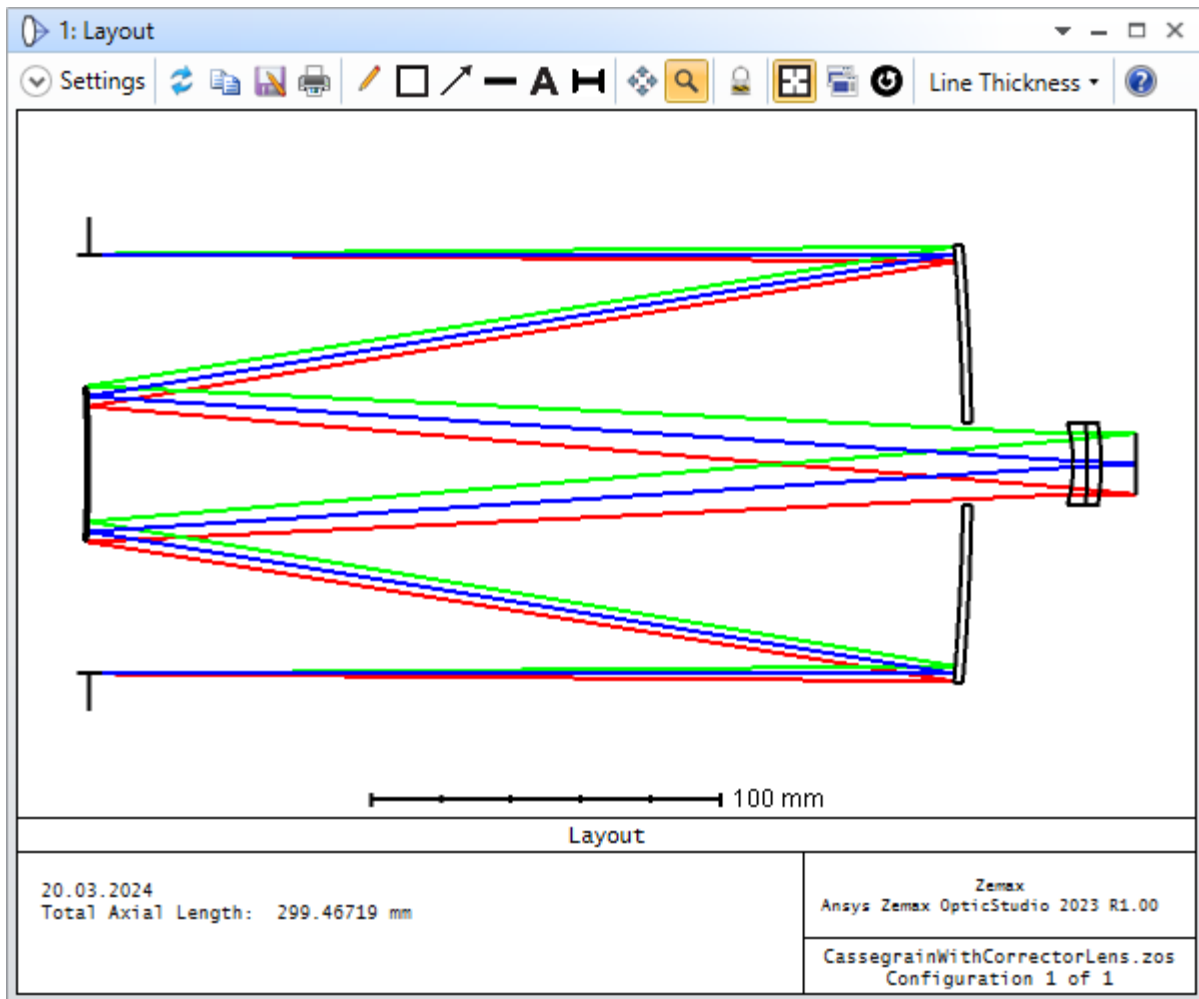 1: Layout
Settings
A
Line Thickness
?
100 mm
Layout
20.03.2024
Total Axial Length:  299.46719 mm
Zemax
Ansys Zemax OpticStudio 2023 R1.00
CassegrainWithCorrectorLens.zos
Configuration 1 of 1